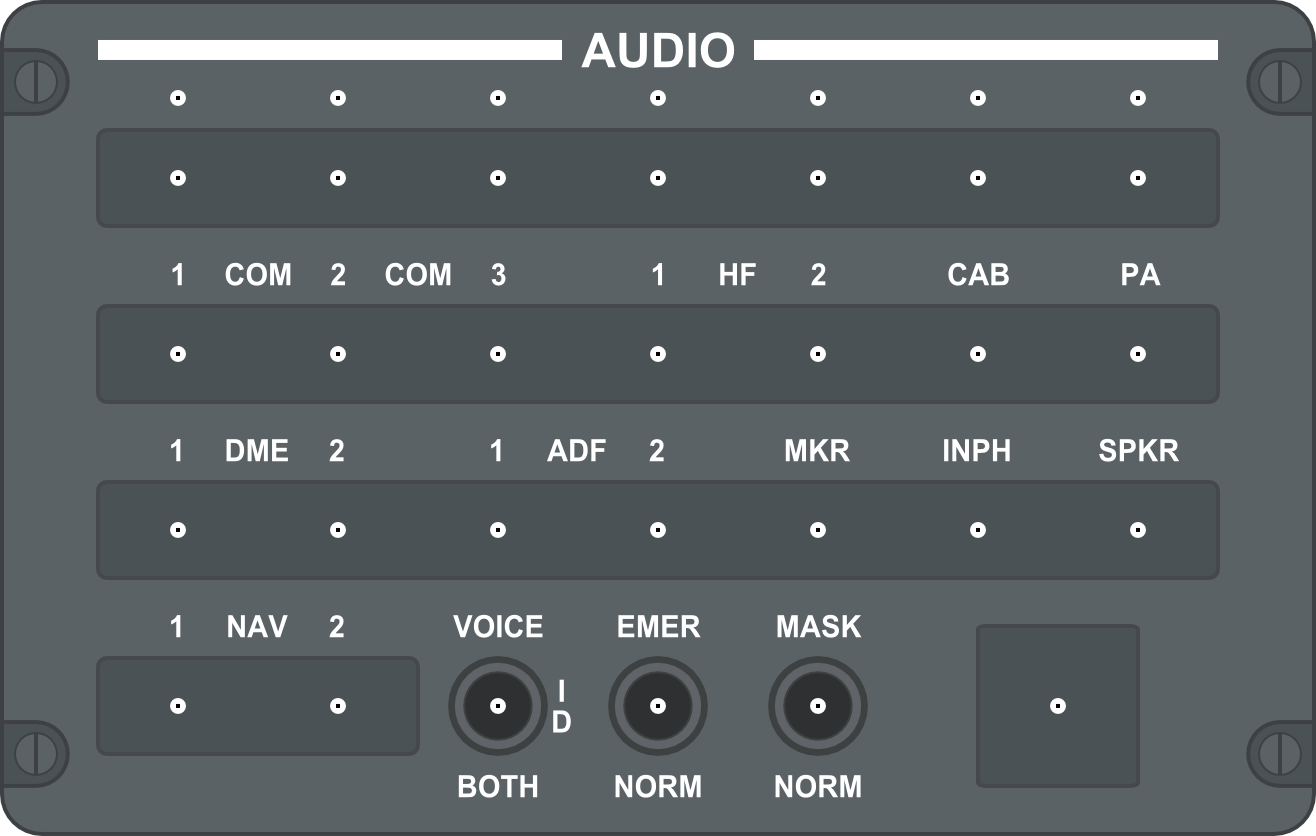 AUDIO
1 COM 2 COM 3 1 HF 2 CAB PA
1 DME 2 1 ADF 2 MKR INPH SPKR
1 NAV 2 VOICE EMER MASK
I
D
BOTH NORM NORM